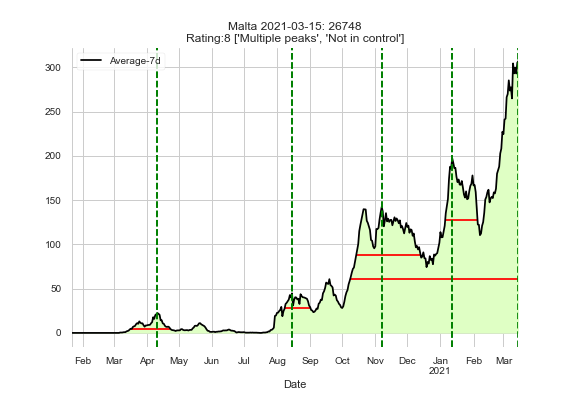 Malta 2021-03-15: 26748
Rating:8 ['Multiple peaks', 'Not in control']
Average-7d
300
250
200
150
100
50
0
Feb Mar Apr May Jun Jul Aug Sep Oct Nov Dec Jan Feb Mar
2021
Date